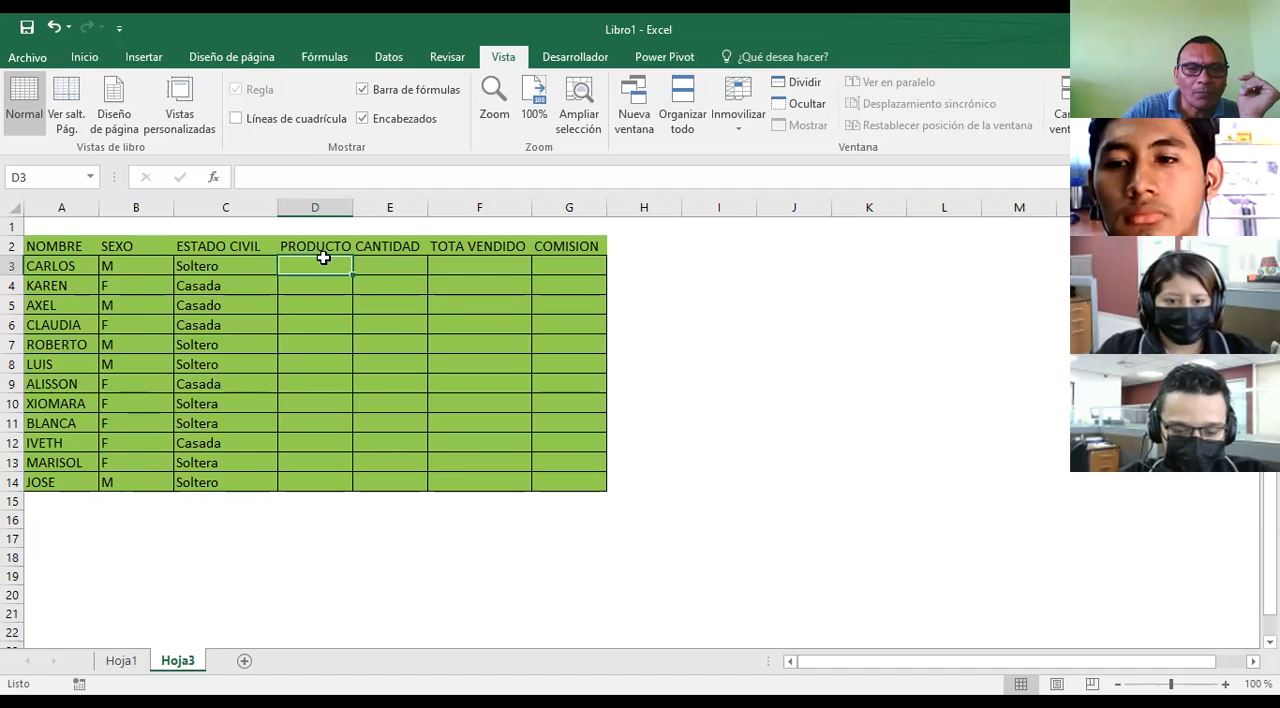 Libro1 - Excel
Archivo Inicio Insertar Diseño de página Fórmulas Datos Revisar Vista Desarrollador Power Pivot ¿Qué desea hacer?
Normal
Ver salt. Pág.
Diseño de página
Vistas personalizadas
Vistas de libro
Regla
Líneas de cuadrícula
Barra de fórmulas
Encabezados
Mostrar
Zoom
100
100%
Ampliar selección
Zoom
Nueva ventana
Organizar todo
Inmovilizar
Dividir
Ocultar
Mostrar
Ver en paralelo
Desplazamiento sincrónico
Restablecer posición de la ventana
Ca
vent
Ventana
D3 fx
A B C D E F G H I J K L M
1
2 NOMBRE SEXO ESTADO CIVIL PRODUCTO CANTIDAD TOTA VENDIDO COMISION
3 CARLOS M Soltero
4 KAREN F Casada
5 AXEL M Casado
6 CLAUDIA F Casada
7 ROBERTO M Soltero
8 LUIS M Soltero
9 ALISSON F Casada
10 XIOMARA F Soltera
11 BLANCA F Soltera
12 IVETH F Casada
13 MARISOL F Soltera
14 JOSE M Soltero
15
16
17
18
19
20
21
22
Hoja1 Hoja3
Listo 100 %